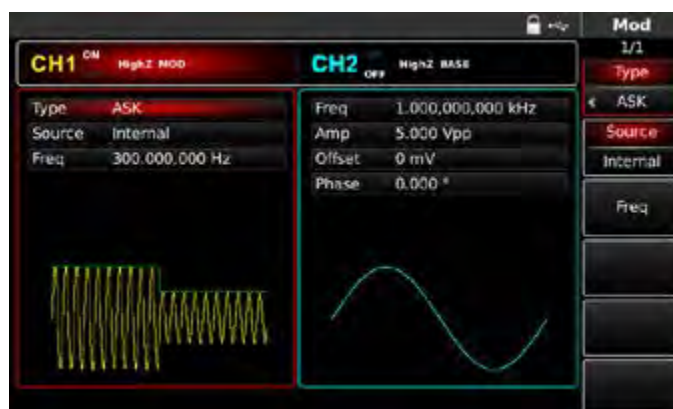 Mod
1/1
CH1 ON HighZ MOD
CH2 OFF HighZ BASE
Type
ASK
Type ASK
Source Internal
Freq 300.000,000 Hz
Freq 1.000,000,000 kHz
Amp 5.000 Vpp
Offset 0 mV
Phase 0.000 °
Source
Internal
Freq